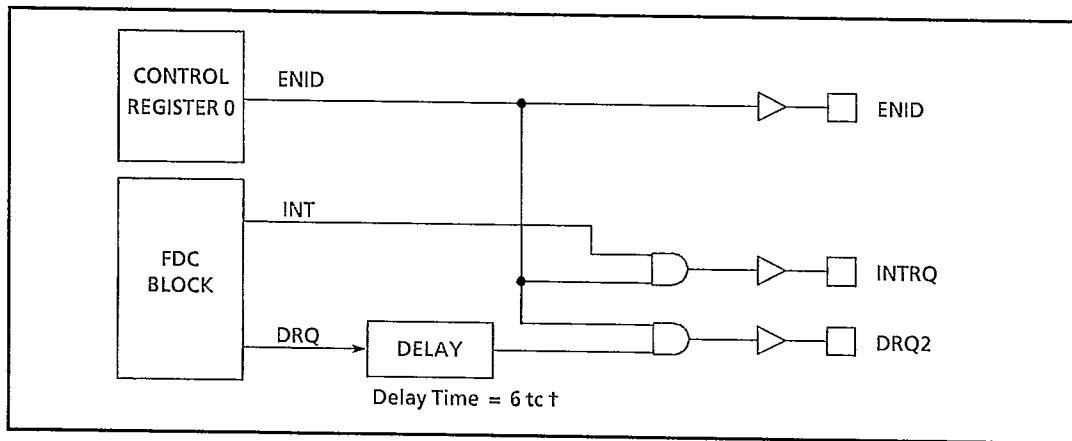 CONTROL
REGISTER 0
ENID
ENID
INT
FDC
BLOCK
INTRQ
DRQ
DELAY
DRQ2
Delay Time = 6 tc †